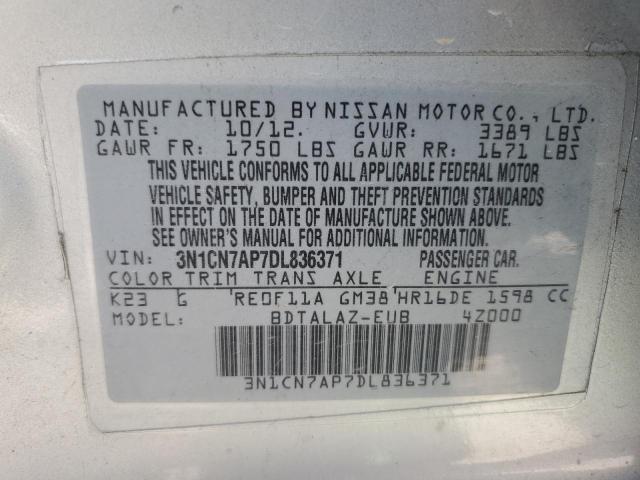 MANUFACTURED BY NISSAN MOTOR CO., LTD.
DATE: 10/12. GVWR: 3389 LBS
GAWR FR: 1750 LBS GAWR RR: 1671 LBS
THIS VEHICLE CONFORMS TO ALL APPLICABLE FEDERAL MOTOR
VEHICLE SAFETY, BUMPER AND THEFT PREVENTION STANDARDS
IN EFFECT ON THE DATE OF MANUFACTURE SHOWN ABOVE.
SEE OWNER'S MANUAL FOR ADDITIONAL INFORMATION.
VIN: 3N1CN7AP7DL836371 PASSENGER CAR.
COLOR TRIM TRANS AXLE ENGINE
K23 G RE0F11A GM38 HR16DE 1598 CC
MODEL: BDTALAZ-EUB 4Z000
3N1CN7AP7DL836371